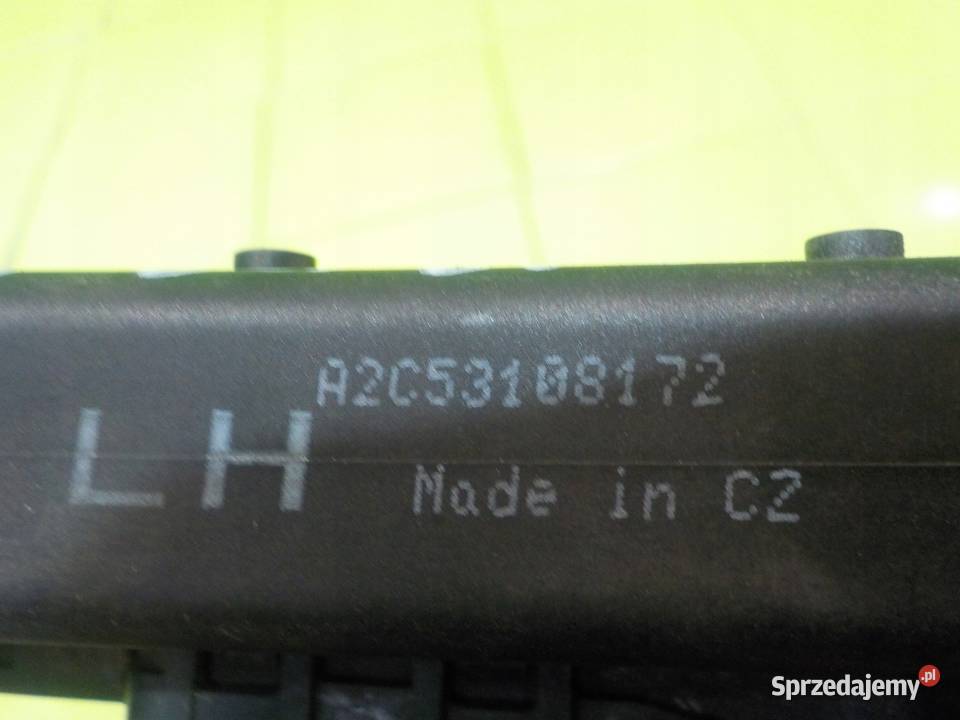 A2C53108172
LH
Made in CZ
Sprzedajemy.pl